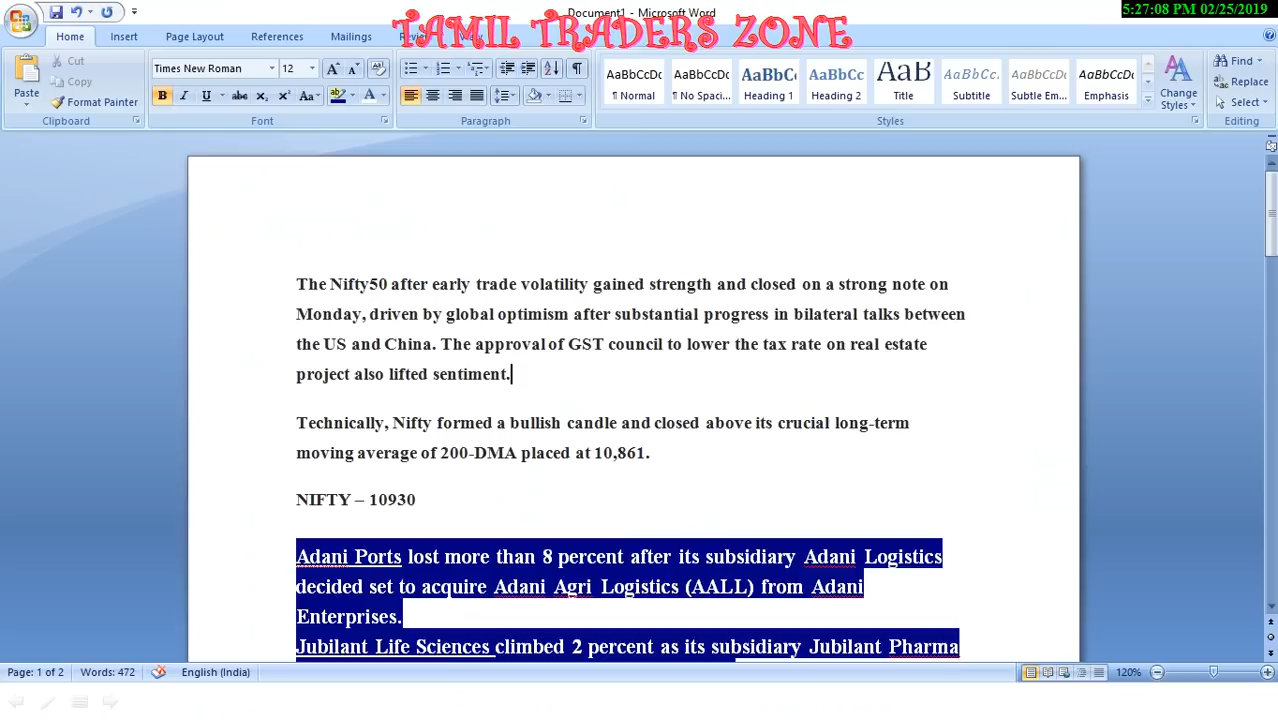 Document1 - Microsoft Word
5:27:08 PM 02/25/2019
TAMIL TRADERS ZONE
Home Insert Page Layout References Mailings
Paste
Cut
Copy
Format Painter
Times New Roman 12
AaBbCcDc AaBbCcDc AaBbC AaBbCc AaB AaBbCc. AaBbCcD. AaBbCcDc
¶ Normal ¶ No Spaci... Heading 1 Heading 2 Title Subtitle Subtle Em... Emphasis
Change Styles
Find
Replace
Select
Clipboard Font Paragraph Styles Editing
The Nifty50 after early trade volatility gained strength and closed on a strong note on
Monday, driven by global optimism after substantial progress in bilateral talks between
the US and China. The approval of GST council to lower the tax rate on real estate
project also lifted sentiment.
Technically, Nifty formed a bullish candle and closed above its crucial long-term
moving average of 200-DMA placed at 10,861.
NIFTY – 10930
Adani Ports lost more than 8 percent after its subsidiary Adani Logistics
decided set to acquire Adani Agri Logistics (AALL) from Adani
Enterprises.
Jubilant Life Sciences climbed 2 percent as its subsidiary Jubilant Pharma
Page: 1 of 2 Words: 472 English (India) 120%